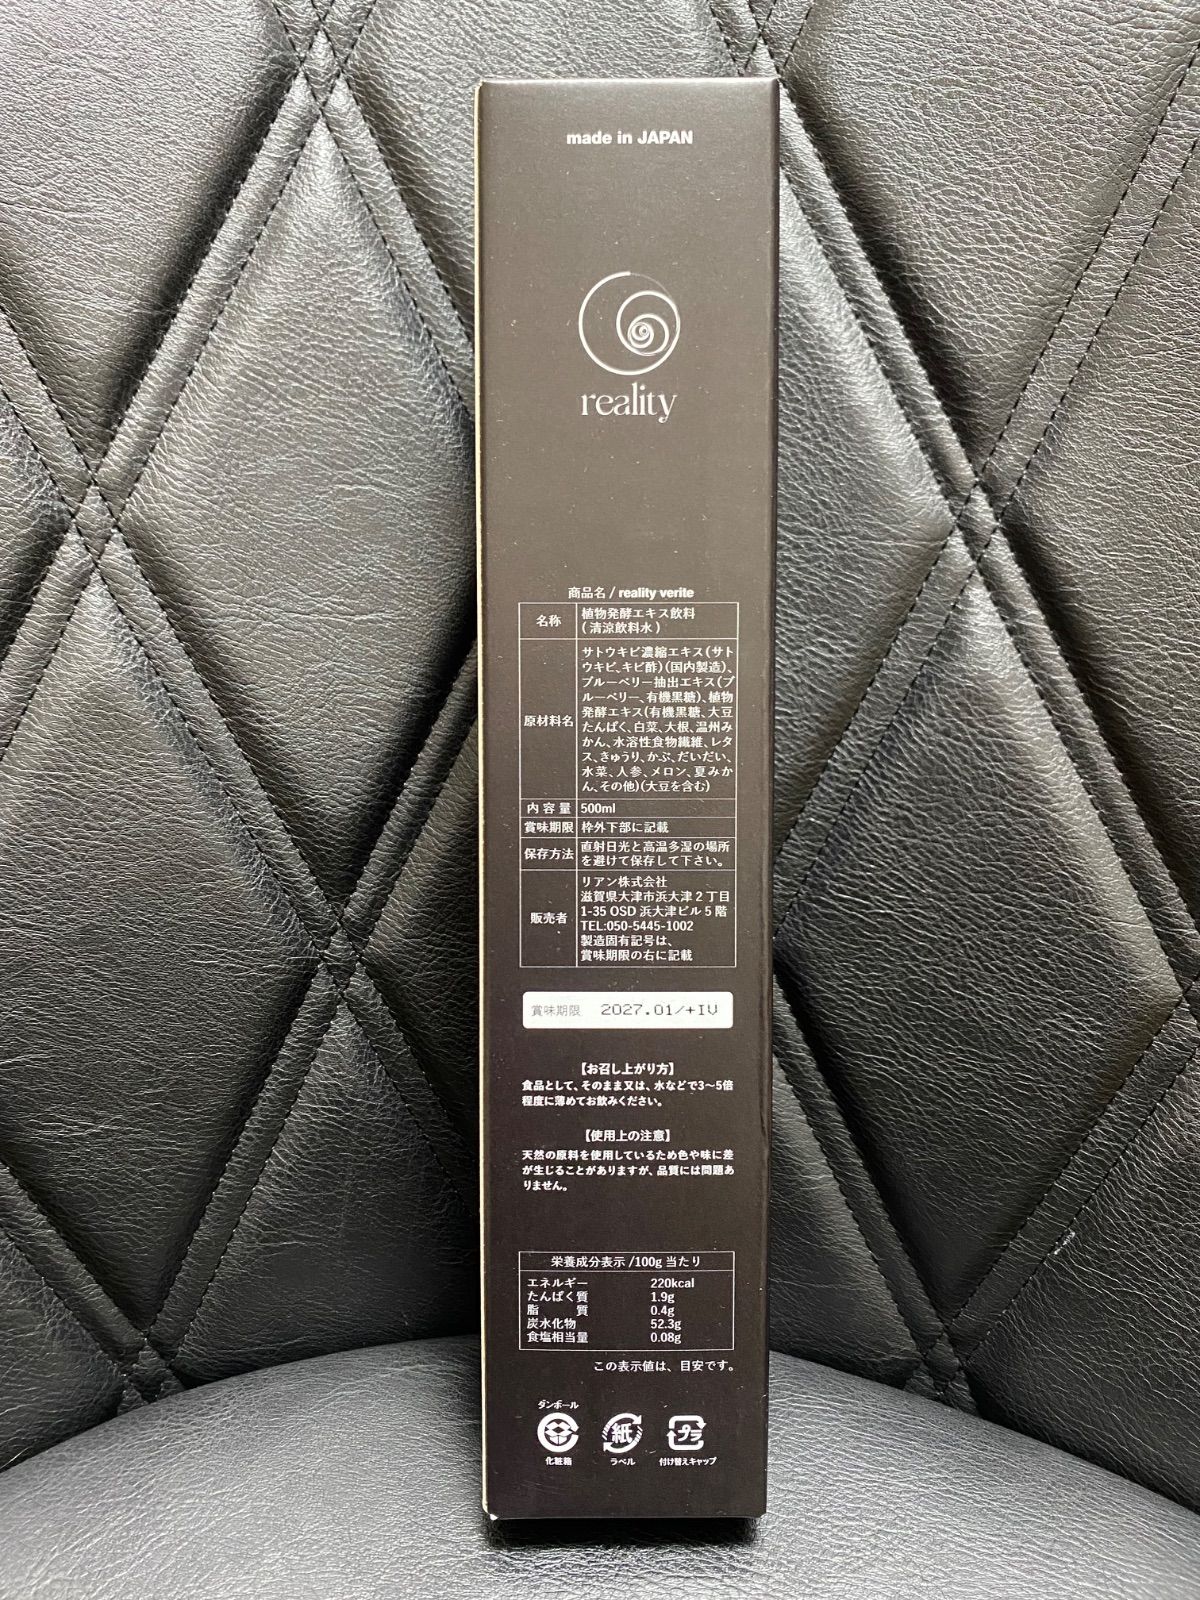 made in JAPAN
reality
商品名 / reality verite
名称
植物発酵エキス飲料
(清涼飲料水)
原材料名
サトウキビ濃縮エキス(サト
ウキビ、キビ酢)(国内製造)、
ブルーベリー抽出エキス(ブ
ルーベリー、有機黒糖)、植物
発酵エキス(有機黒糖、大豆
たんぱく、白菜、大根、温州み
かん、水溶性食物繊維、レタ
ス、きゅうり、かぶ、だいだい、
水菜、人参、メロン、夏みか
ん、その他)(大豆を含む)
内容量
500ml
賞味期限
枠外下部に記載
保存方法
直射日光と高温多湿の場所
を避けて保存して下さい。
販売者
リアン株式会社
滋賀県大津市浜大津2丁目
1-35 OSD 浜大津ビル5階
TEL:050-5445-1002
製造固有記号は、
賞味期限の右に記載
賞味期限 2027.01/+IV
【お召し上がり方】
食品として、そのまま又は、水などで3〜5倍
程度に薄めてお飲みください。
【使用上の注意】
天然の原料を使用しているため色や味に差
が生じることがありますが、品質には問題あ
りません。
栄養成分表示 /100g 当たり
エネルギー 220kcal
たんぱく質 1.9g
脂質 0.4g
炭水化物 52.3g
食塩相当量 0.08g
この表示値は、目安です。
ダンボール
紙
プラ
化粧箱
ラベル
付け替えキャップ